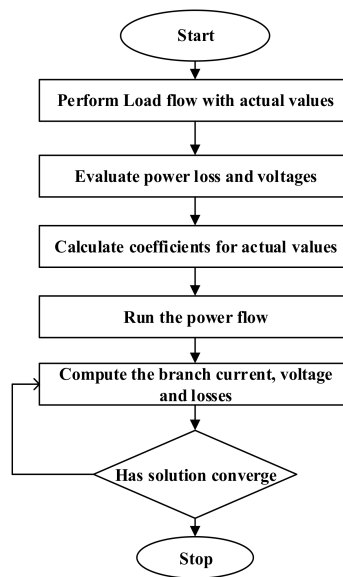 Start
Perform Load flow with actual values
Evaluate power loss and voltages
Calculate coefficients for actual values
Run the power flow
Compute the branch current, voltage
and losses
Has solution converge
Stop